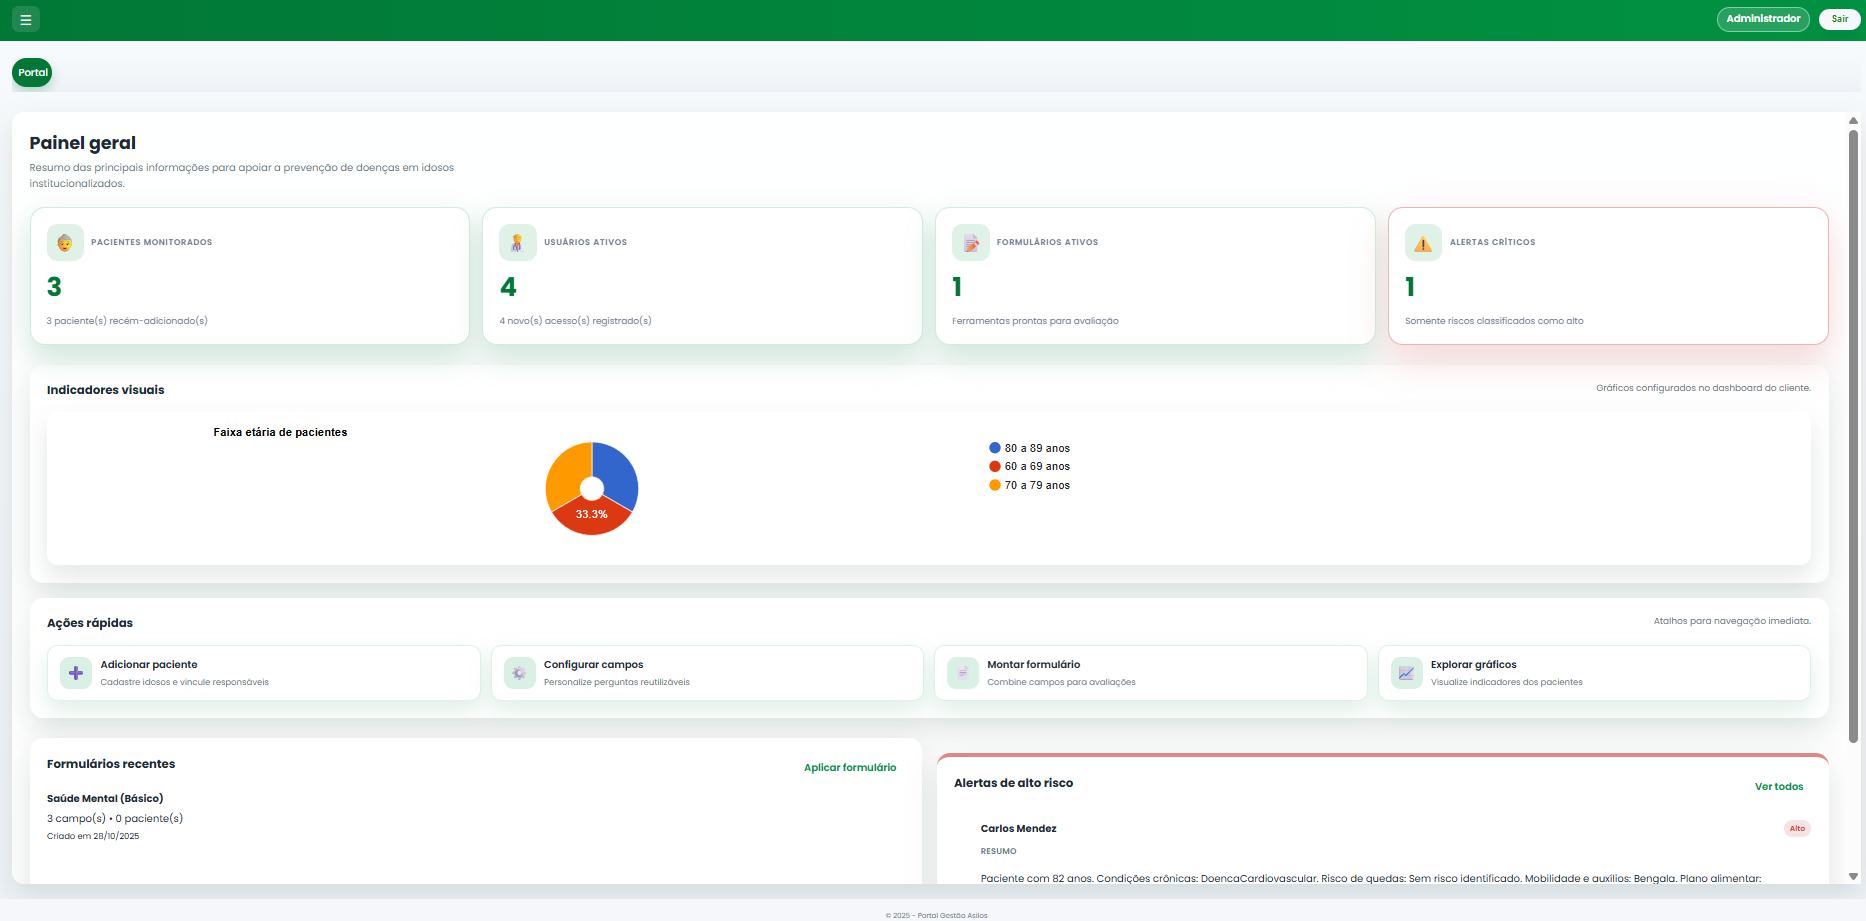 Administrador
Sair
Portal
Painel geral
Resumo das principais informações para apoiar a prevenção de doenças em idosos
institucionalizados.
PACIENTES MONITORADOS
3
3 paciente(s) recém-adicionado(s)
USUÁRIOS ATIVOS
4
4 novo(s) acesso(s) registrado(s)
FORMULÁRIOS ATIVOS
1
Ferramentas prontas para avaliação
ALERTAS CRÍTICOS
1
Somente riscos classificados como alto
Indicadores visuais
Gráficos configurados no dashboard do cliente.
Faixa etária de pacientes
33.3%
80 a 89 anos
60 a 69 anos
70 a 79 anos
Ações rápidas
Atalhos para navegação imediata.
Adicionar paciente
Cadastre idosos e vincule responsáveis
Configurar campos
Personalize perguntas reutilizáveis
Montar formulário
Combine campos para avaliações
Explorar gráficos
Visualize indicadores dos pacientes
Formulários recentes
Aplicar formulário
Saúde Mental (Básico)
3 campo(s) • 0 paciente(s)
Criado em 28/10/2025
Alertas de alto risco
Ver todos
Carlos Mendez
Alto
RESUMO
Paciente com 82 anos. Condições crônicas: DoencaCardiovascular. Risco de quedas: Sem risco identificado. Mobilidade e auxílios: Bengala. Plano alimentar:
© 2025 - Portal Gestão Asilos